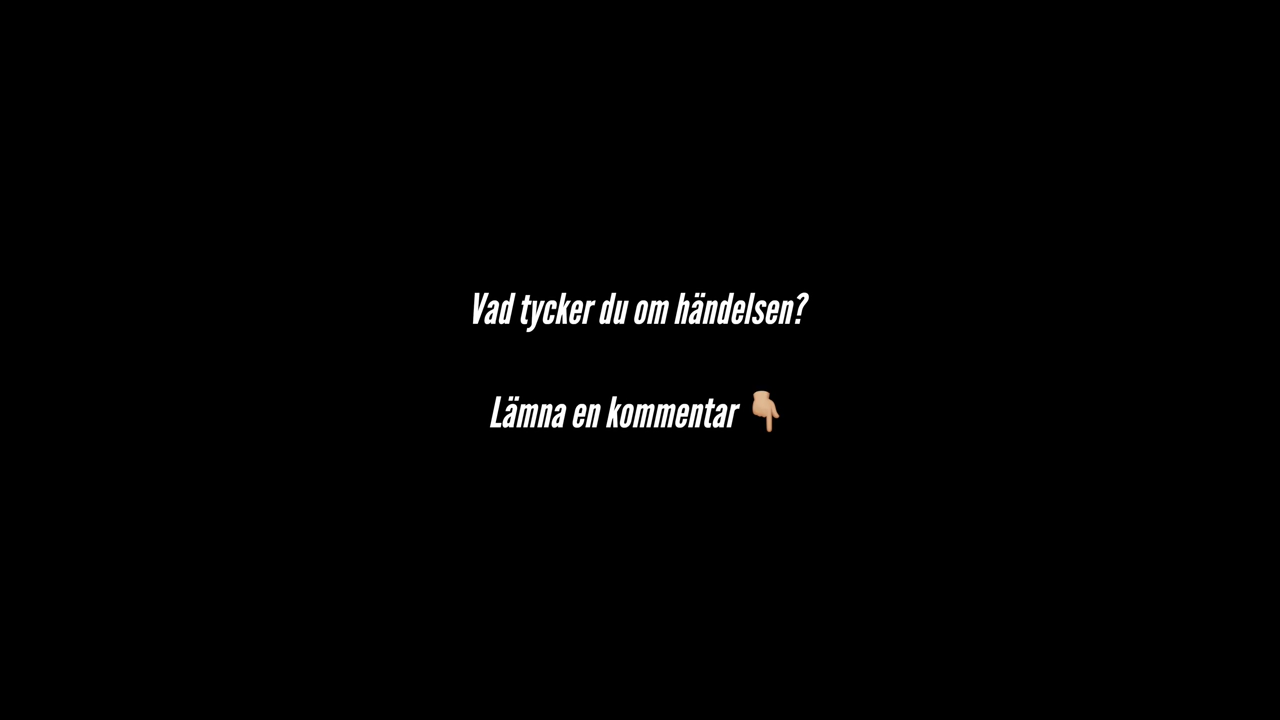 Vad tycker du om händelsen?
Lämna en kommentar 👇🏼